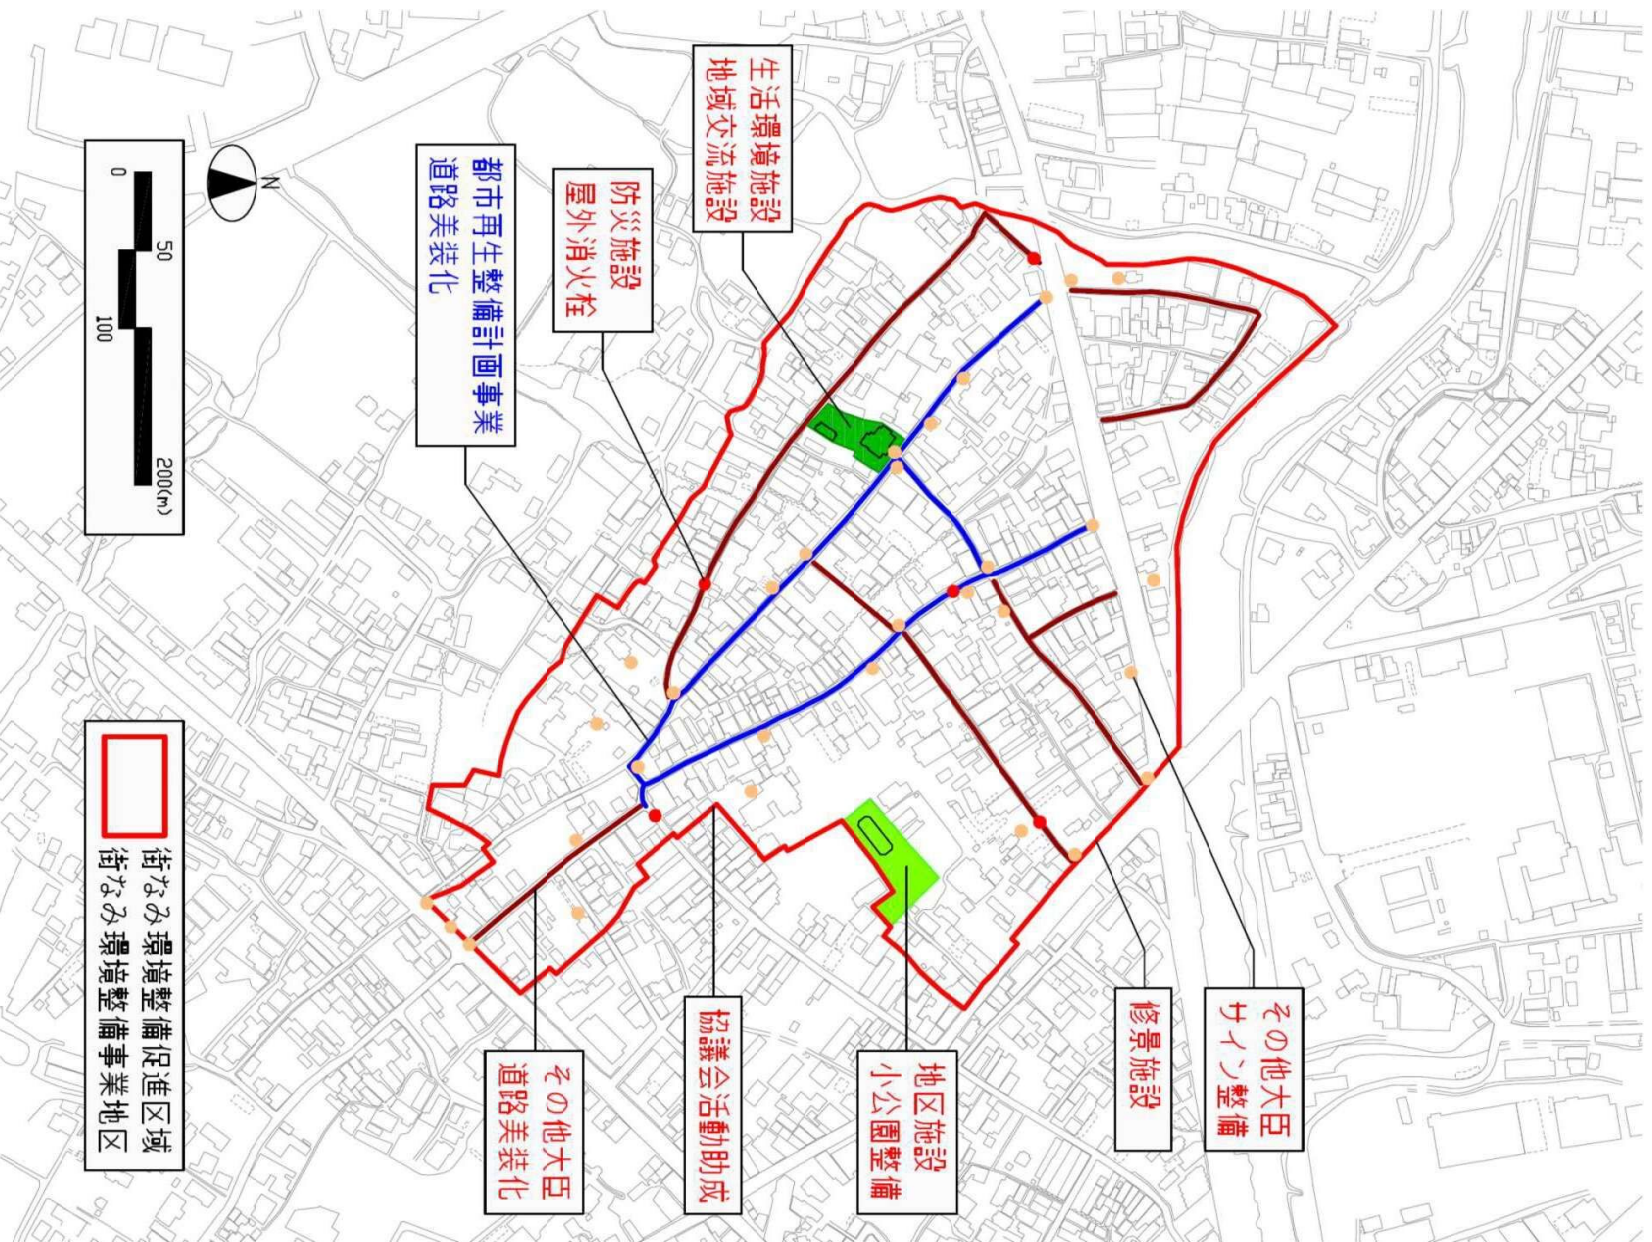 生活環境施設
地域交流施設
防災施設
屋外消火栓
都市再生整備計画事業
道路美装化
N
0
50
100
200(m)
その他大臣
サイン整備
修景施設
地区施設
小公園整備
協議会活動助成
その他大臣
道路美装化
街なみ環境整備促進区域
街なみ環境整備事業地区